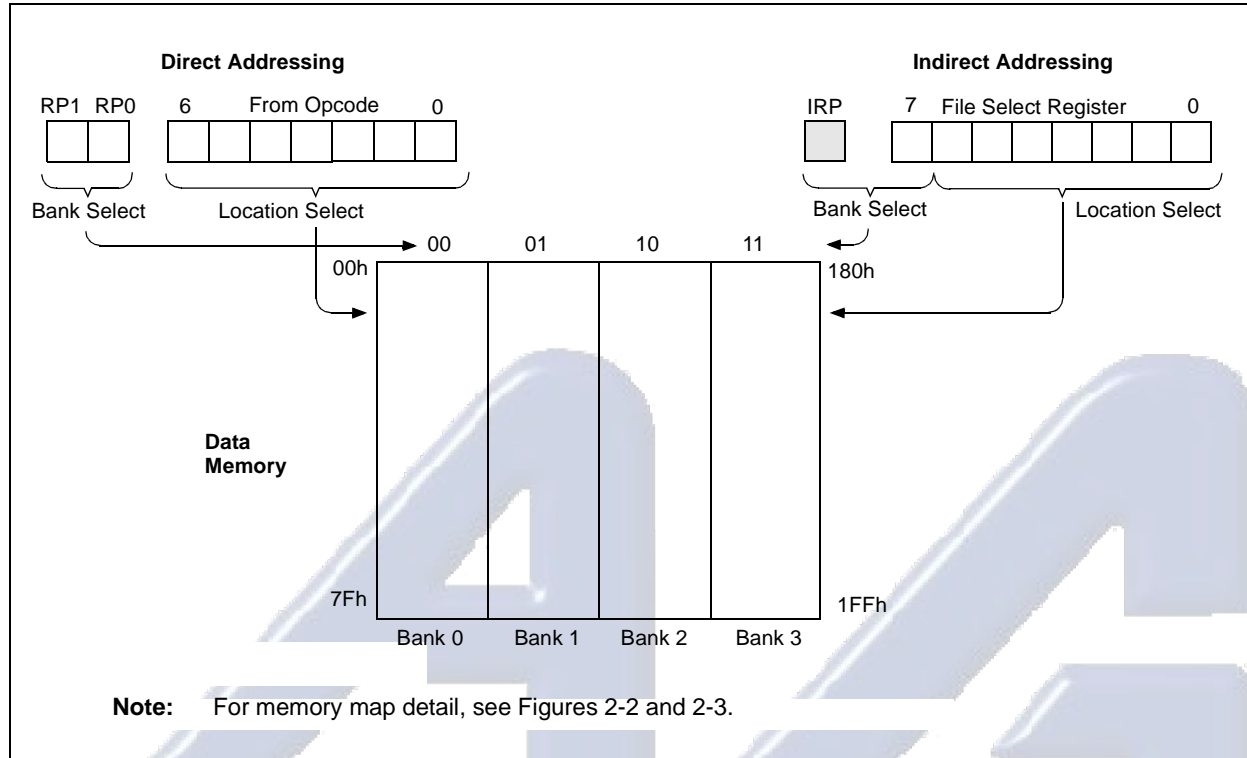 Direct Addressing
Indirect Addressing
RP1 RP0 6 From Opcode 0
IRP 7 File Select Register 0
Bank Select Location Select
Bank Select Location Select
00 01 10 11
00h 180h
Data
Memory
7Fh 1FFh
Bank 0 Bank 1 Bank 2 Bank 3
Note: For memory map detail, see Figures 2-2 and 2-3.